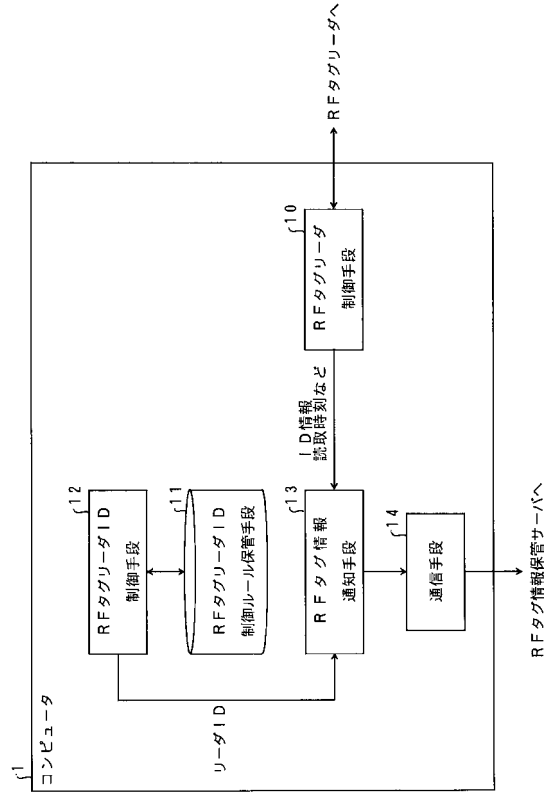 1
コンピュータ
12
RFタグリーダID
制御手段
11
RFタグリーダID
制御ルール保管手段
リーダID
13
RFタグ情報
通知手段
ID情報
読取時刻など
10
RFタグリーダ
制御手段
RFタグリーダへ
14
通信手段
RFタグ情報保管サーバへ